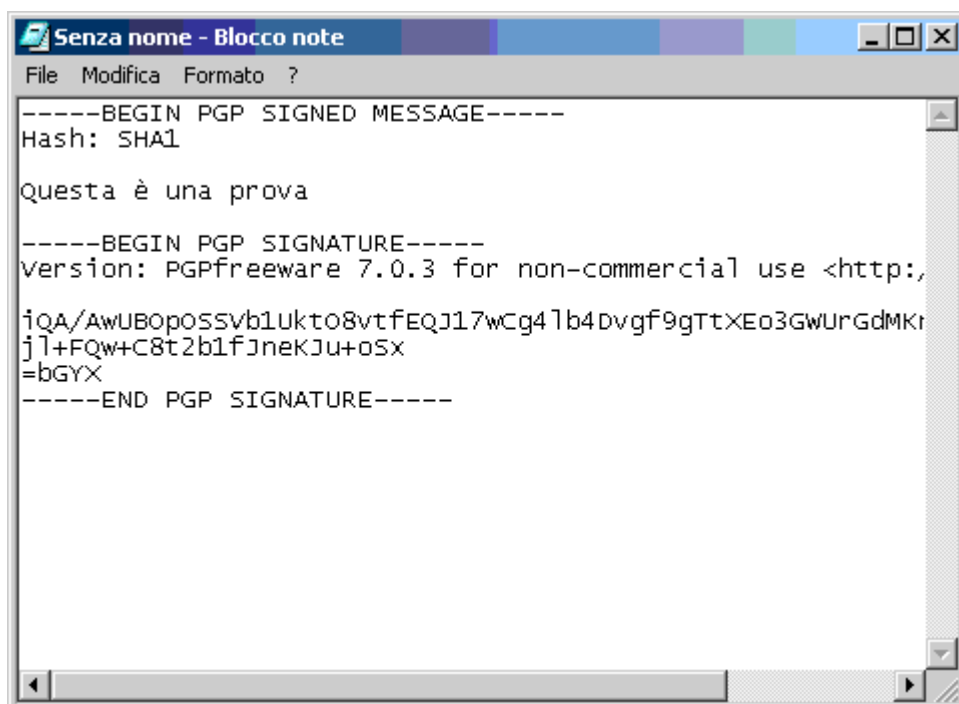 Senza nome - Blocco note
File Modifica Formato ?
-----BEGIN PGP SIGNED MESSAGE-----
Hash: SHA1
Questa è una prova
-----BEGIN PGP SIGNATURE-----
Version: PGPfreeware 7.0.3 for non-commercial use <http:/
iQA/AwUBOpOSSVb1UktO8vtfEQJ17wCg4lb4Dvgf9gTtXEo3GWUrGdMKr
jl+FQw+C8t2b1fJneKJu+oSx
=bGYX
-----END PGP SIGNATURE-----